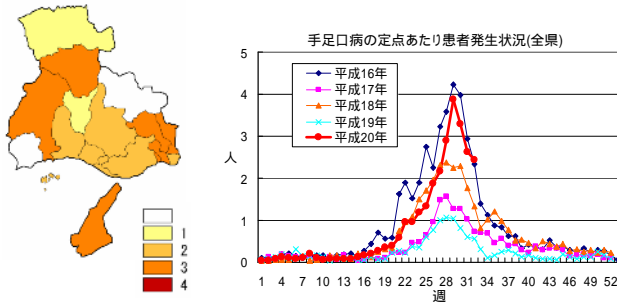 手足口病の定点あたり患者発生状況(全県)
5
4
3
2
1
0
人
平成16年
平成17年
平成18年
平成19年
平成20年
1 4 7 10 13 16 19 22 25 28 31 34 37 40 43 46 49 52
週
1
2
3
4